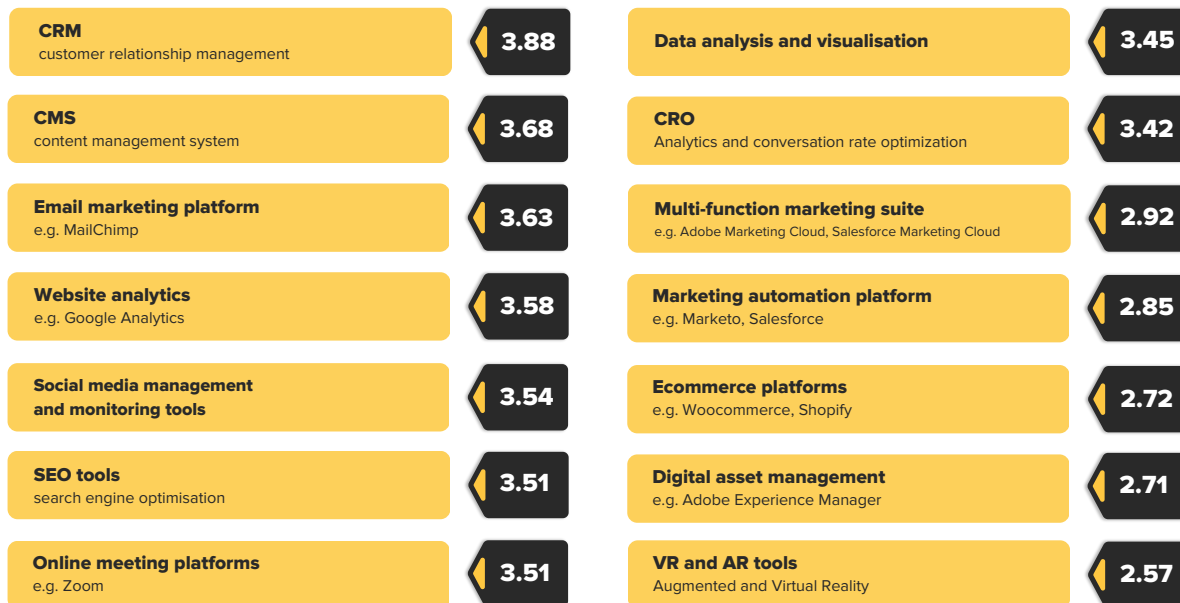 CRM
customer relationship management
3.88
CMS
content management system
3.68
Email marketing platform
e.g. MailChimp
3.63
Website analytics
e.g. Google Analytics
3.58
Social media management
and monitoring tools
3.54
SEO tools
search engine optimisation
3.51
Online meeting platforms
e.g. Zoom
3.51
Data analysis and visualisation
3.45
CRO
Analytics and conversation rate optimization
3.42
Multi-function marketing suite
e.g. Adobe Marketing Cloud, Salesforce Marketing Cloud
2.92
Marketing automation platform
e.g. Marketo, Salesforce
2.85
Ecommerce platforms
e.g. Woocommerce, Shopify
2.72
Digital asset management
e.g. Adobe Experience Manager
2.71
VR and AR tools
Augmented and Virtual Reality
2.57